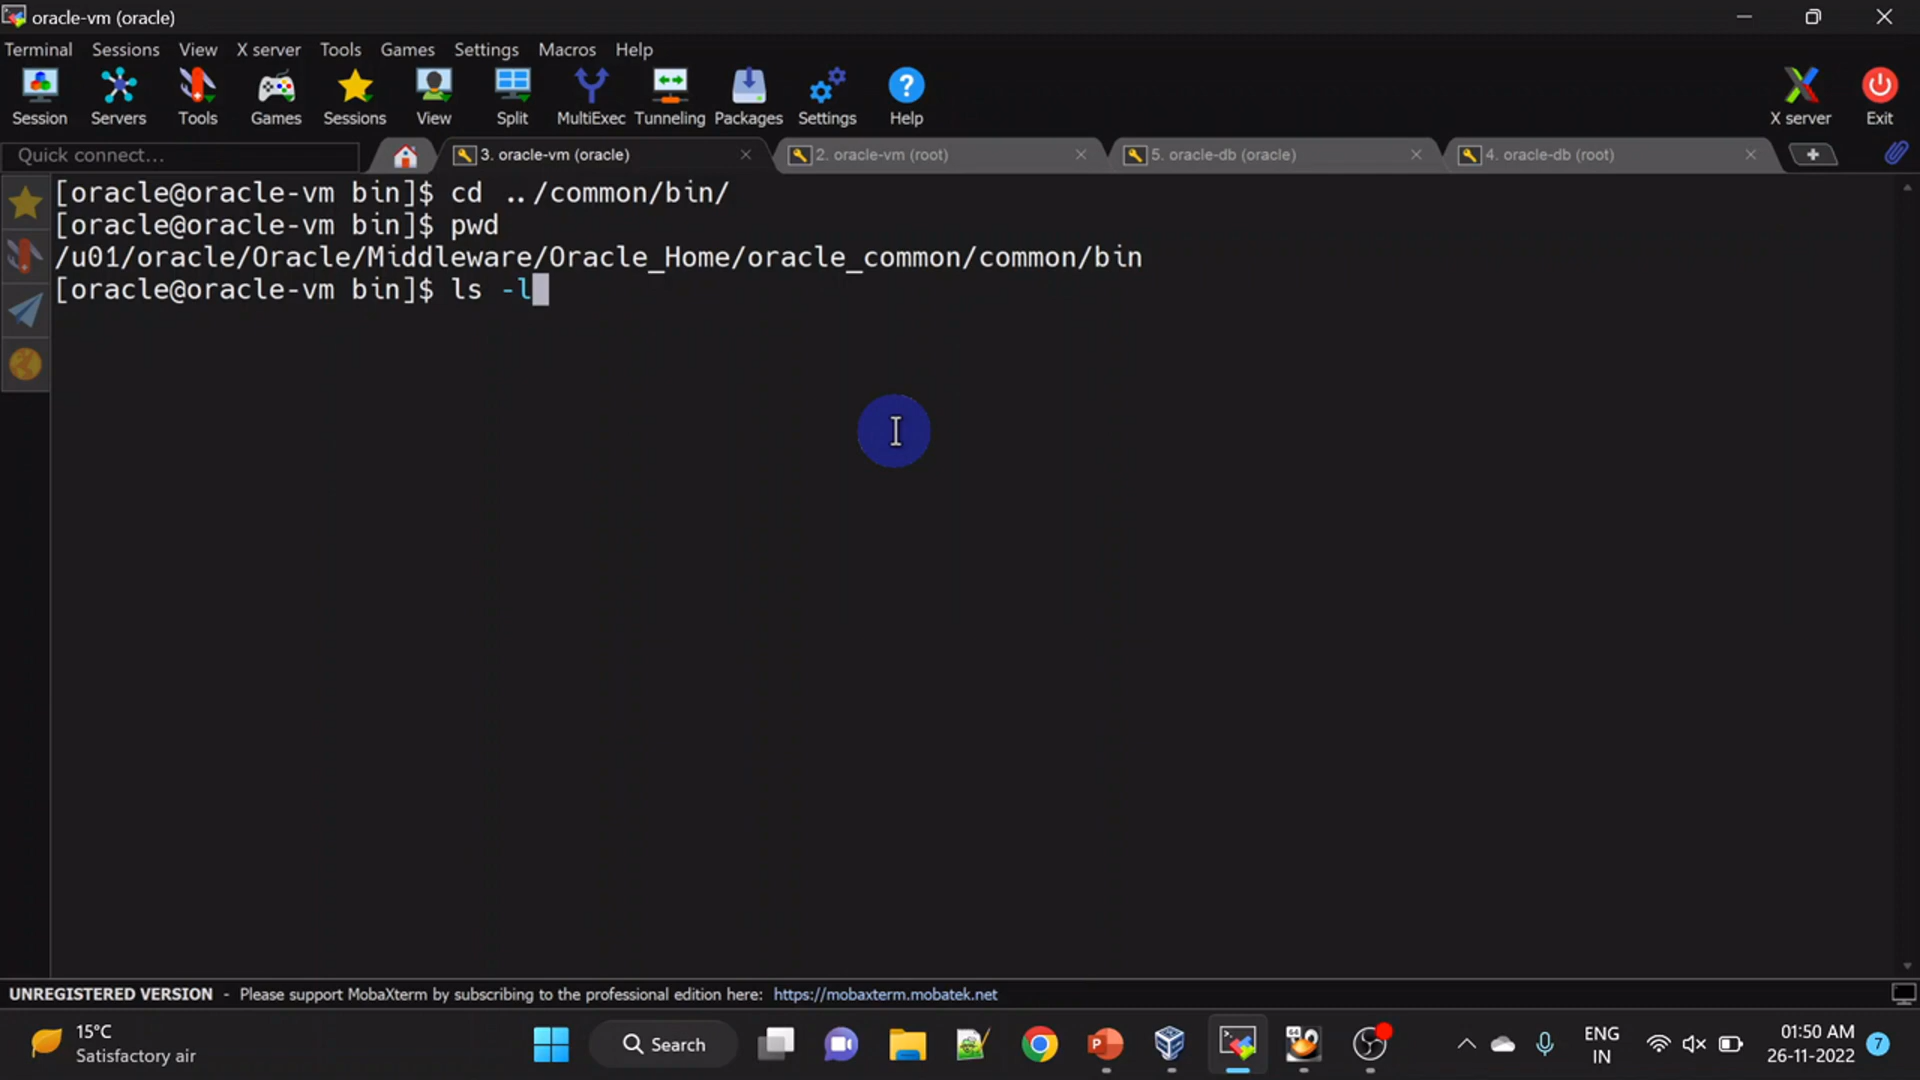 oracle-vm (oracle)
Terminal Sessions View X server Tools Games Settings Macros Help
Session Servers Tools Games Sessions View Split MultiExec Tunneling Packages Settings Help X server Exit
Quick connect... 3. oracle-vm (oracle) 2. oracle-vm (root) 5. oracle-db (oracle) 4. oracle-db (root)
[oracle@oracle-vm bin]$ cd ../common/bin/
[oracle@oracle-vm bin]$ pwd
/u01/oracle/Oracle/Middleware/Oracle_Home/oracle_common/common/bin
[oracle@oracle-vm bin]$ ls -l
UNREGISTERED VERSION - Please support MobaXterm by subscribing to the professional edition here: https://mobaxterm.mobatek.net
15°C
Satisfactory air
Search
ENG
IN
01:50 AM
26-11-2022
7